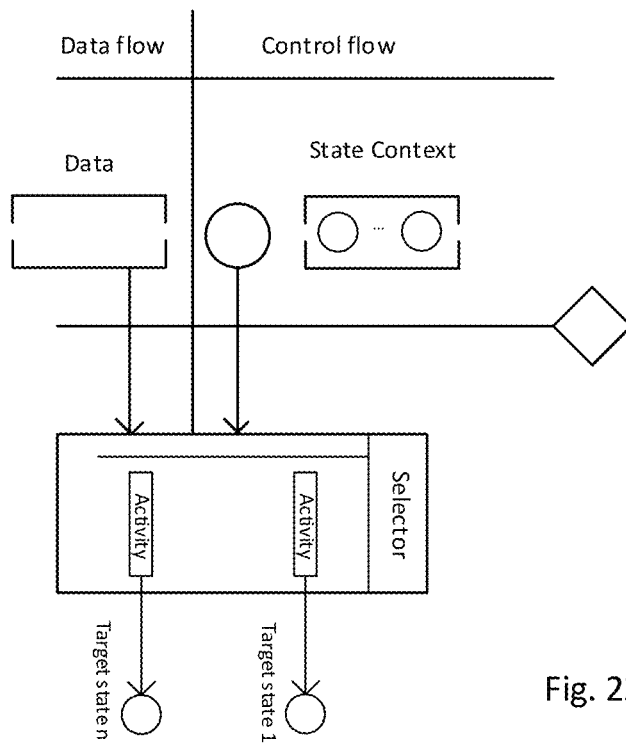 Data flow
Control flow
State Context
Data
...
Selector
Activity
Activity
Target state n
Target state 1
Fig. 2